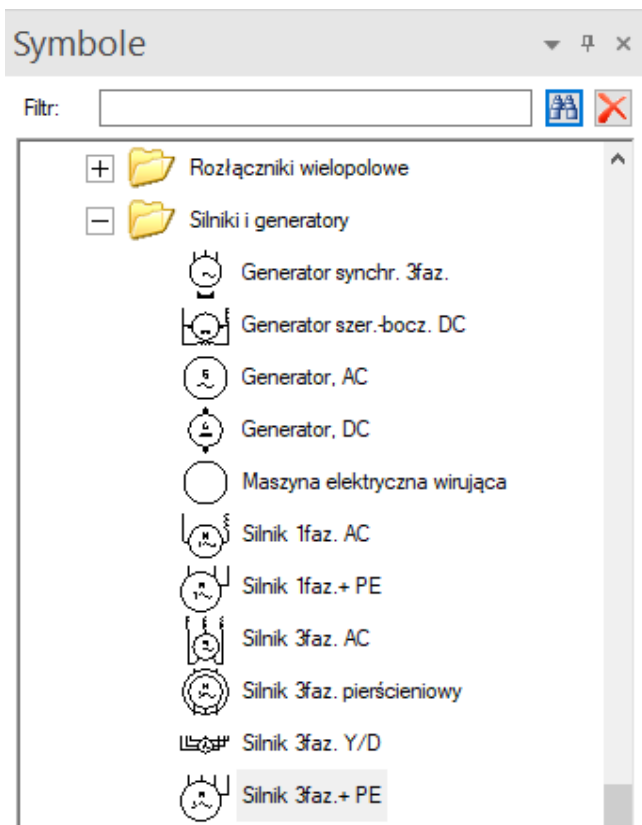 Symbole
Filtr:
Rozłączniki wielopolowe
Silniki i generatory
Generator synchr. 3faz.
Generator szer.-bocz. DC
Generator, AC
Generator, DC
Maszyna elektryczna wirująca
Silnik 1faz. AC
Silnik 1faz.+ PE
Silnik 3faz. AC
Silnik 3faz. pierścieniowy
Silnik 3faz. Y/D
Silnik 3faz.+ PE